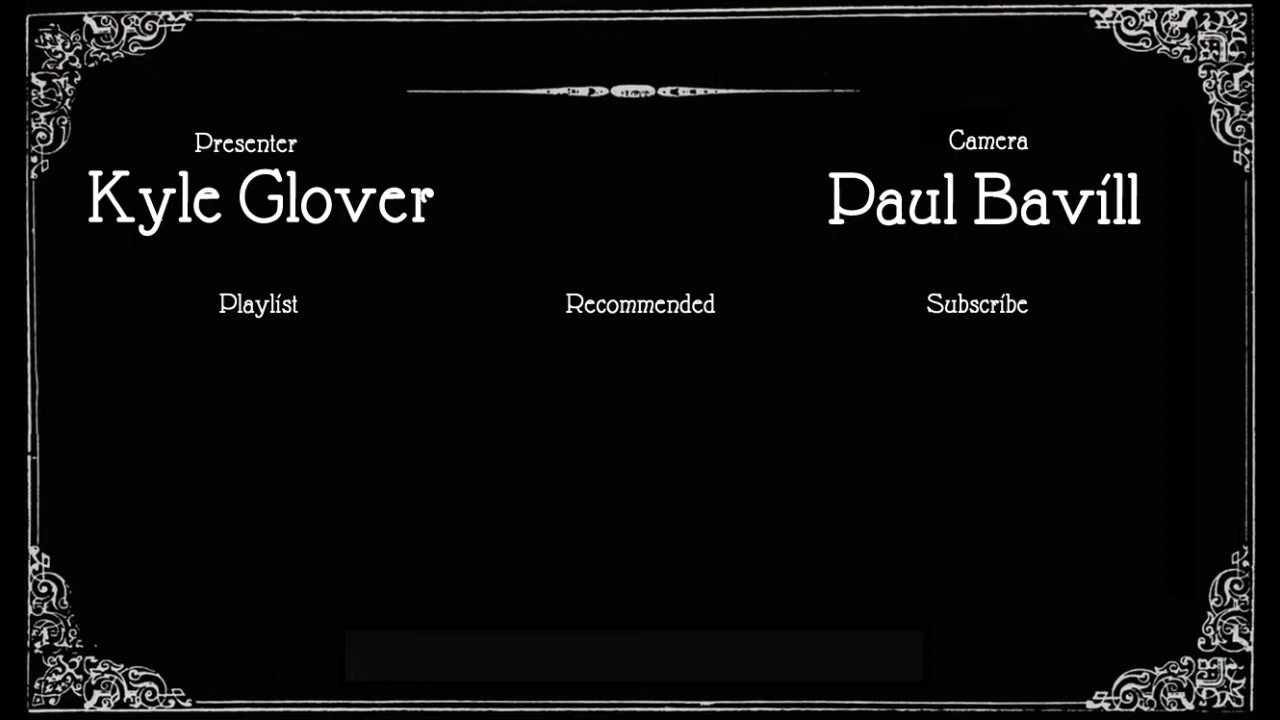 Presenter
Kyle Glover
Camera
Paul Bavill
Playlist
Recommended
Subscribe